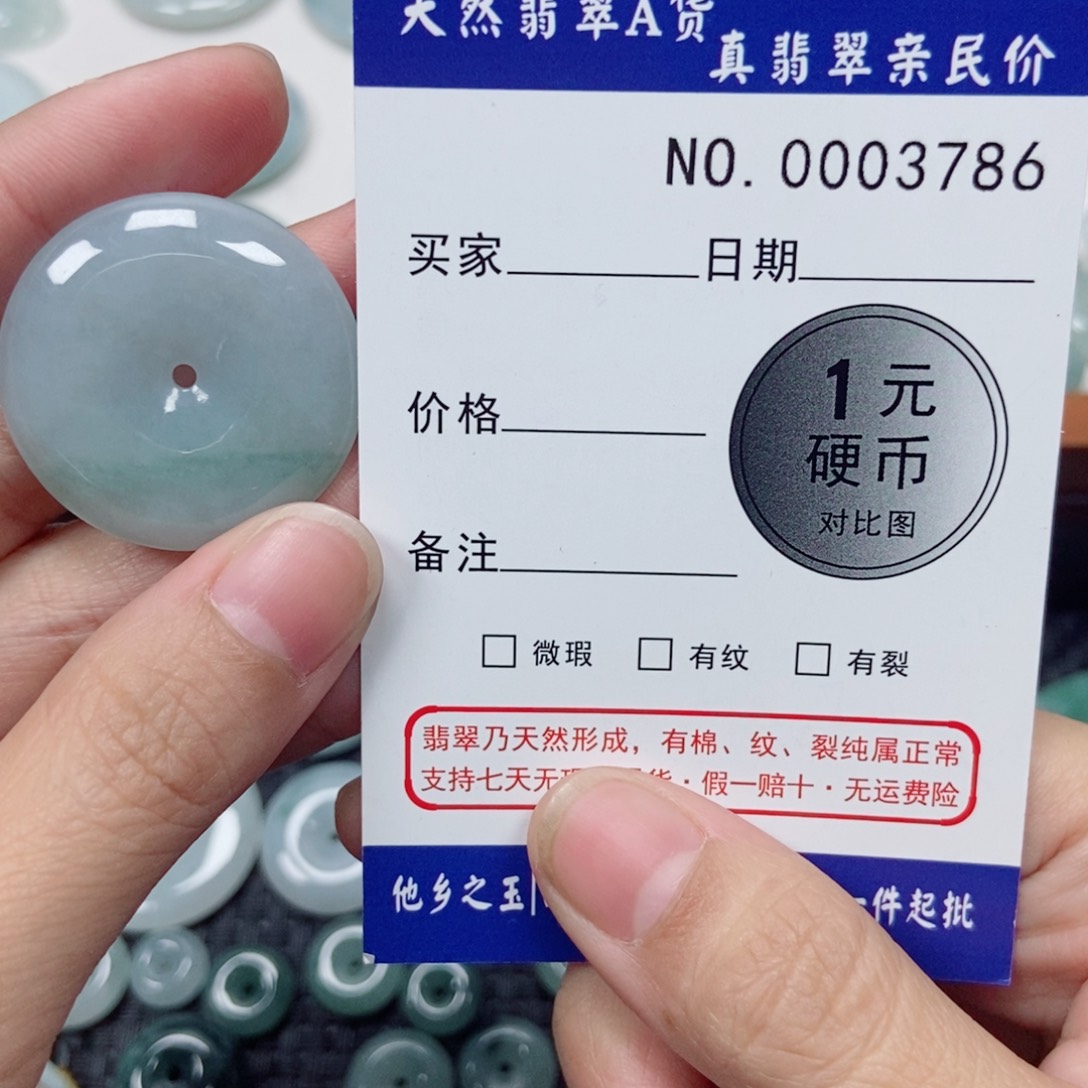 天然翡翠A货
真翡翠亲民价
NO. 0003786
买家 日期
价格
1元
硬币
对比图
备注
微瑕 有纹 有裂
翡翠乃天然形成，有棉、纹、裂纯属正常
支持七天无 货·假一赔十·无运费险
他乡之玉| 一件起批